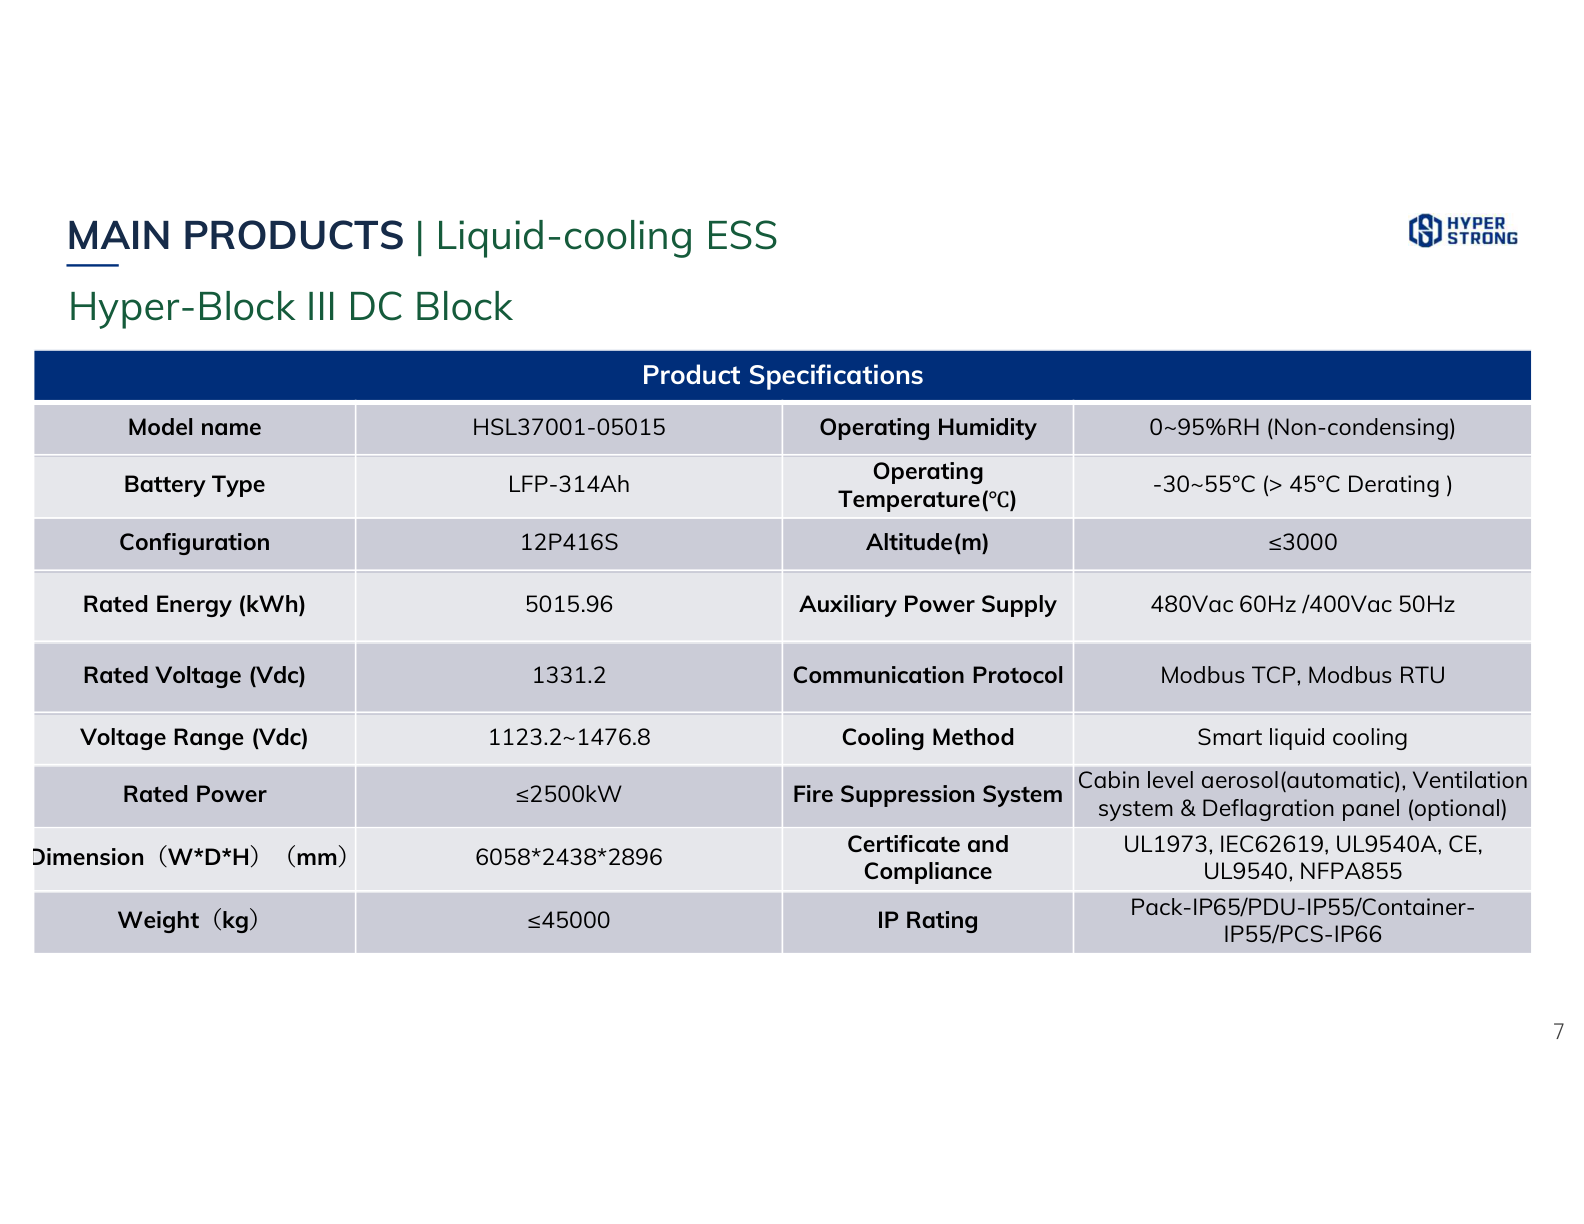 MAIN PRODUCTS | Liquid-cooling ESS
HYPER
STRONG
Hyper-Block III DC Block
Product Specifications
Model name HSL37001-05015 Operating Humidity 0~95%RH (Non-condensing)
Battery Type LFP-314Ah Operating Temperature(℃) -30~55°C (> 45°C Derating )
Configuration 12P416S Altitude(m) ≤3000
Rated Energy (kWh) 5015.96 Auxiliary Power Supply 480Vac 60Hz /400Vac 50Hz
Rated Voltage (Vdc) 1331.2 Communication Protocol Modbus TCP, Modbus RTU
Voltage Range (Vdc) 1123.2~1476.8 Cooling Method Smart liquid cooling
Rated Power ≤2500kW Fire Suppression System Cabin level aerosol(automatic), Ventilation
system & Deflagration panel (optional)
Dimension（W*D*H）（mm） 6058*2438*2896 Certificate and Compliance UL1973, IEC62619, UL9540A, CE,
UL9540, NFPA855
Weight（kg） ≤45000 IP Rating Pack-IP65/PDU-IP55/Container-
IP55/PCS-IP66
7